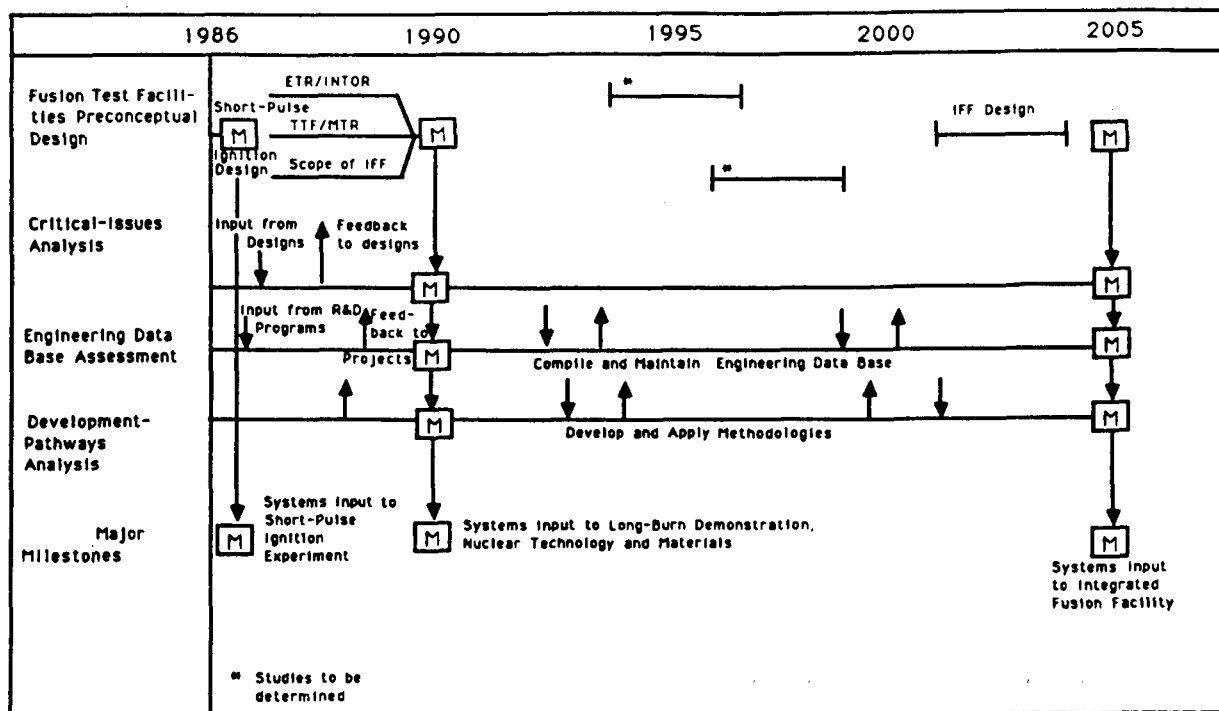 1986 1990 1995 2000 2005
Fusion Test Facili-
ties Preconceptual
Design
ETR/INTOR
Short-Pulse
M
TTF/MTR
M
Ignition
Design
Scope of IFF
*
*
IFF Design
M
Critical-Issues
Analysis
Input from
Designs
Feedback
to designs
M
M
Engineering Data
Base Assessment
Input from R&D
Programs
Feed-
back to
Projects
M
Compile and Maintain Engineering Data Base
M
Development-
Pathways
Analysis
M
Develop and Apply Methodologies
M
Major
Milestones
M
Systems Input to
Short-Pulse
Ignition
Experiment
M
Systems Input to Long-Burn Demonstration,
Nuclear Technology and Materials
M
Systems Input
to Integrated
Fusion Facility
* Studies to be
determined